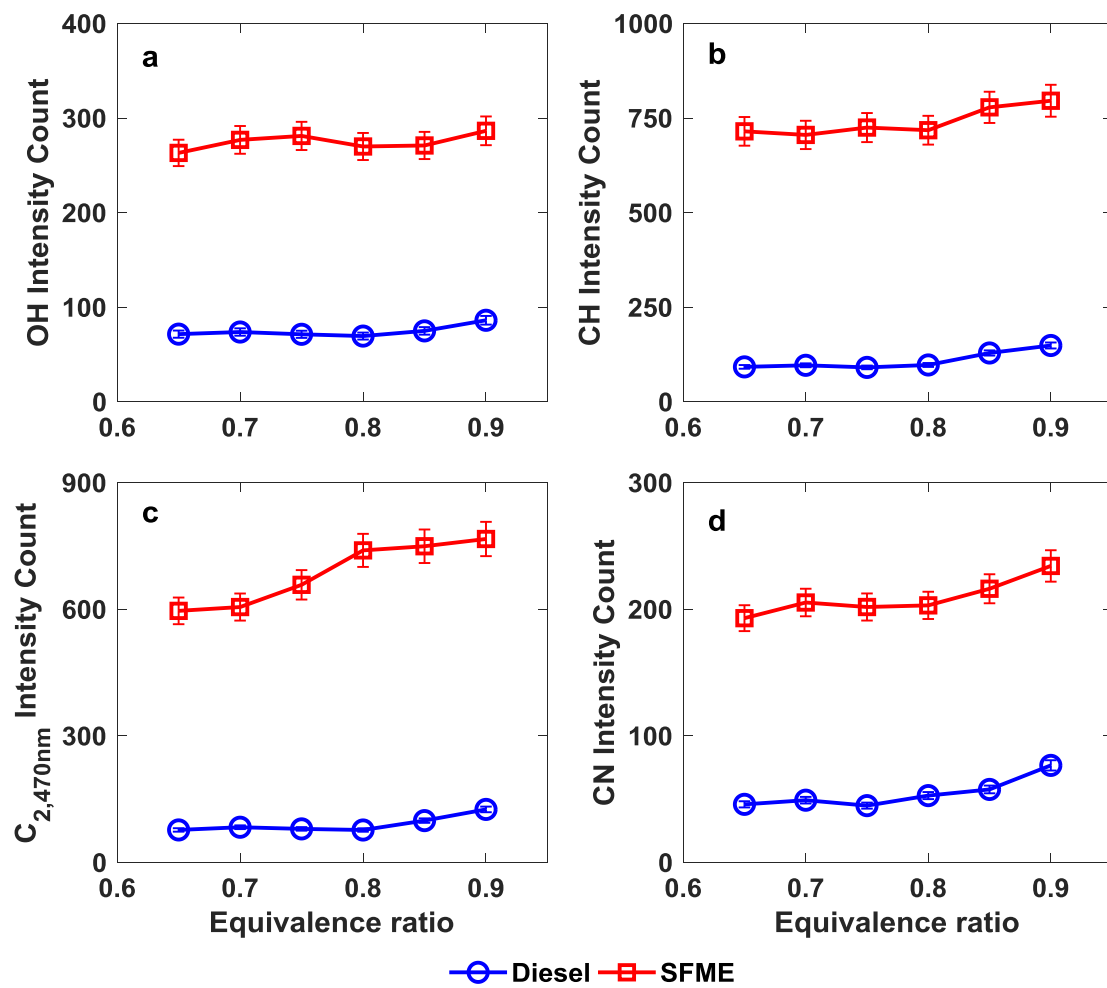 a
OH Intensity Count
400
300
200
100
0
0.6 0.7 0.8 0.9
b
CH Intensity Count
1000
750
500
250
0
0.6 0.7 0.8 0.9
c
C2,470nm Intensity Count
900
600
300
0
0.6 0.7 0.8 0.9
Equivalence ratio
d
CN Intensity Count
300
200
100
0
0.6 0.7 0.8 0.9
Equivalence ratio
Diesel SFME